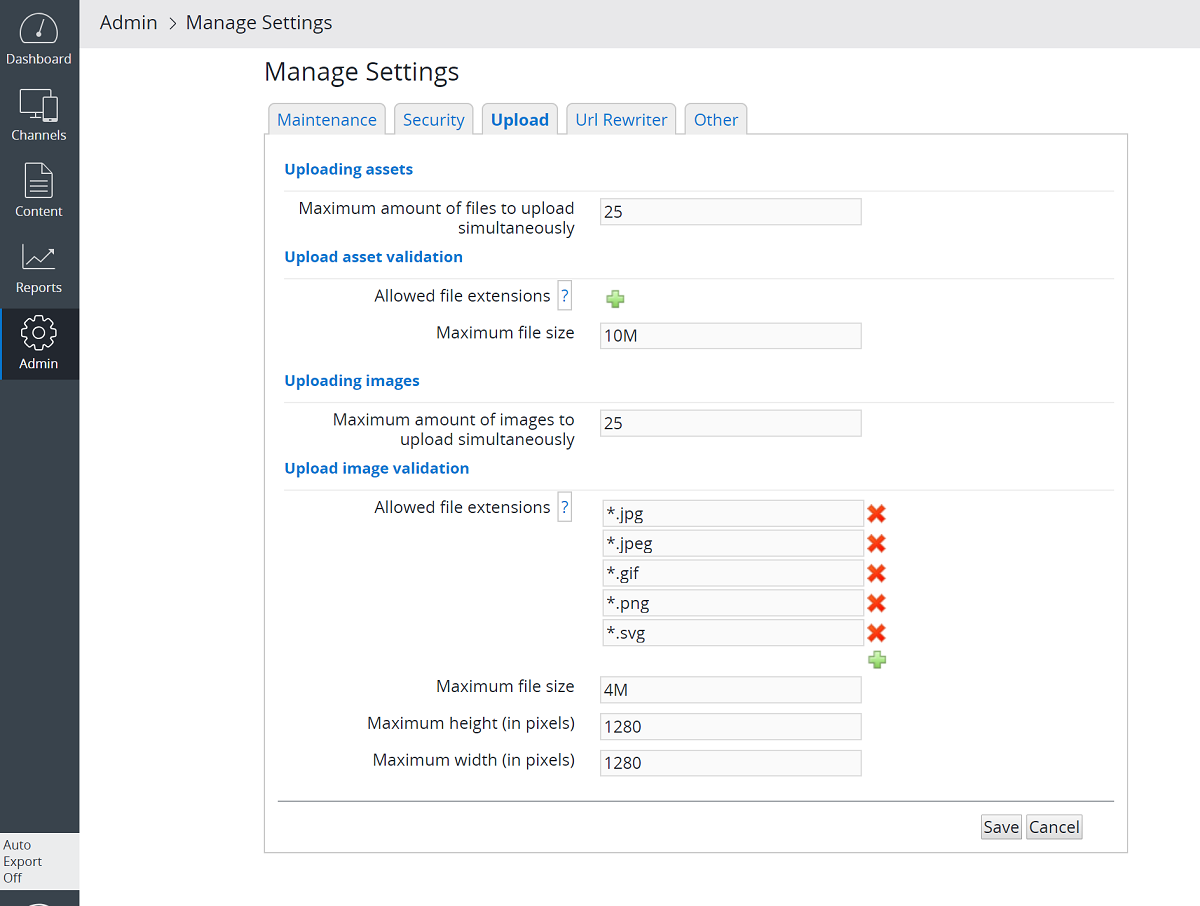 Admin > Manage Settings
Dashboard
Channels
Content
Reports
Admin
Auto
Export
Off
Manage Settings
Maintenance Security Upload Url Rewriter Other
Uploading assets
Maximum amount of files to upload
simultaneously
25
Upload asset validation
Allowed file extensions ?
Maximum file size 10M
Uploading images
Maximum amount of images to
upload simultaneously
25
Upload image validation
Allowed file extensions ? *.jpg
*.jpeg
*.gif
*.png
*.svg
Maximum file size 4M
Maximum height (in pixels) 1280
Maximum width (in pixels) 1280
Save Cancel